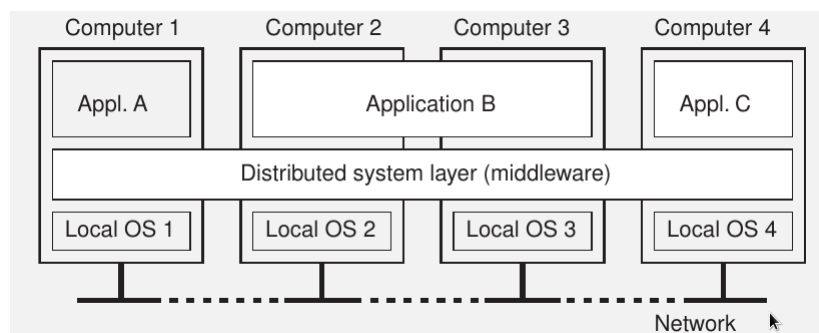 Computer 1
Computer 2
Computer 3
Computer 4
Appl. A
Application B
Appl. C
Distributed system layer (middleware)
Local OS 1
Local OS 2
Local OS 3
Local OS 4
Network